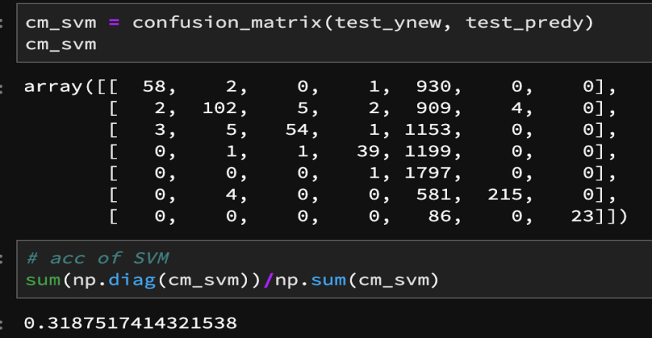 cm_svm = confusion_matrix(test_ynew, test_predy)
cm_svm
array([[ 58, 2, 0, 1, 930, 0, 0],
[ 2, 102, 5, 2, 909, 4, 0],
[ 3, 5, 54, 1, 1153, 0, 0],
[ 0, 1, 1, 39, 1199, 0, 0],
[ 0, 0, 0, 1, 1797, 0, 0],
[ 0, 4, 0, 0, 581, 215, 0],
[ 0, 0, 0, 0, 86, 0, 23]])
# acc of SVM
sum(np.diag(cm_svm))/np.sum(cm_svm)
0.3187517414321538